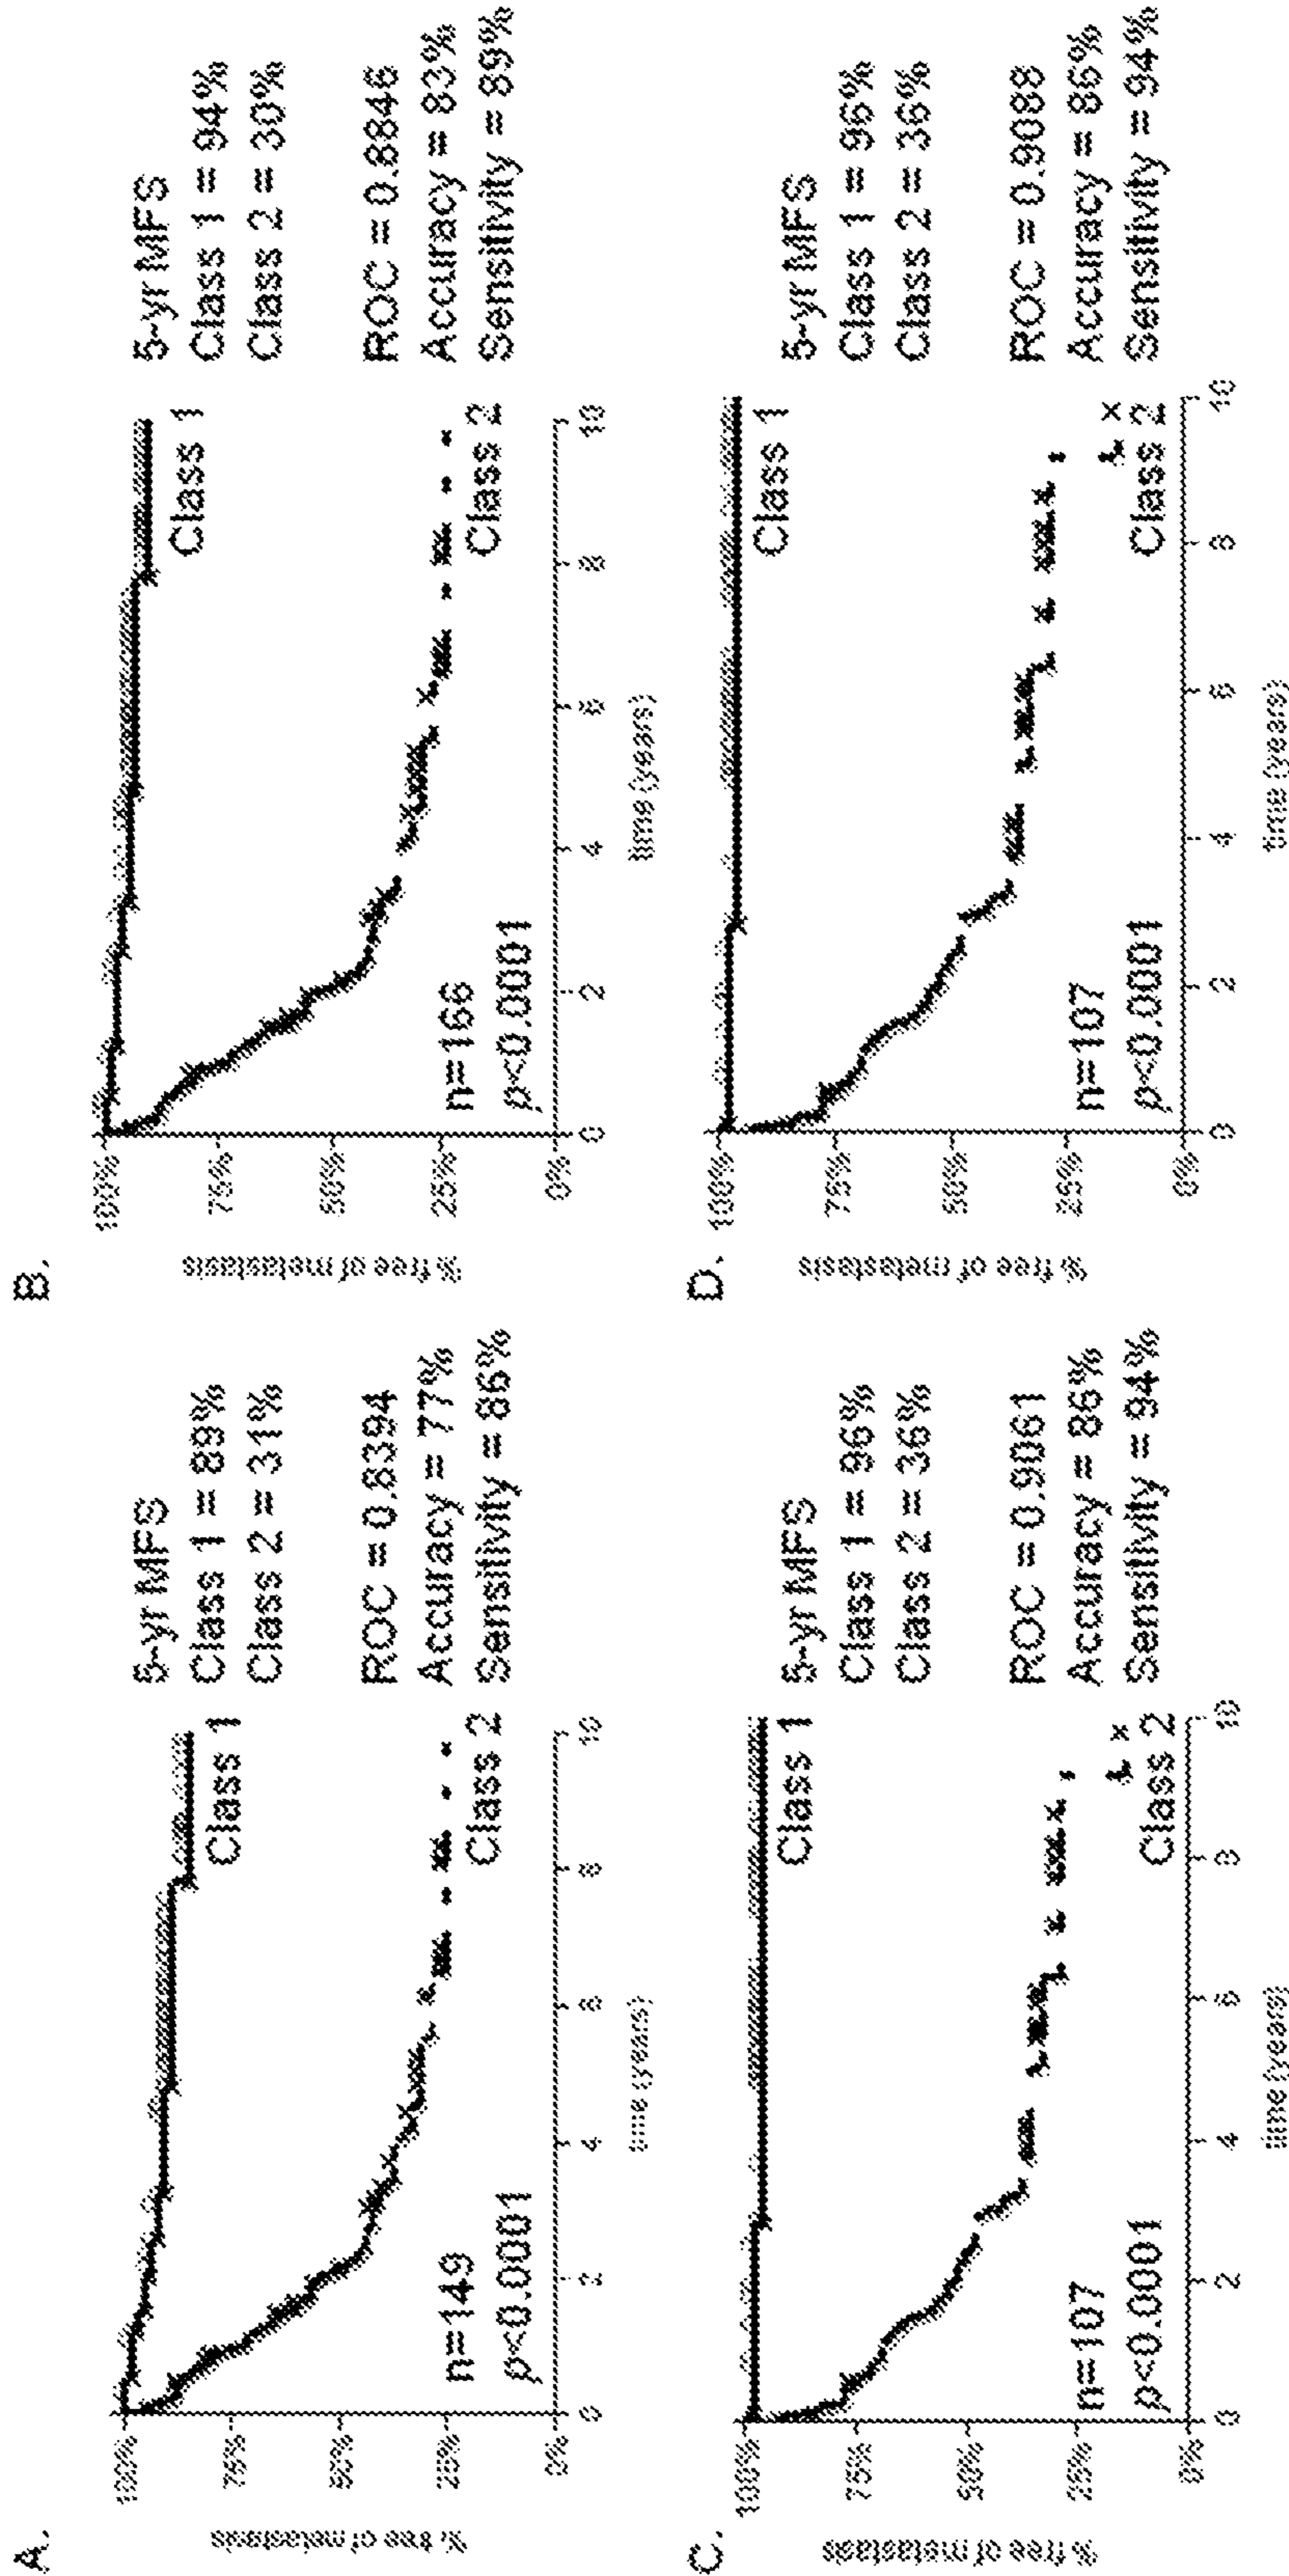 A.
% free of metastasis
100%
75%
50%
25%
0%
0
2
4
6
8
10
time (years)
n=149
p<0.0001
Class 1
Class 2
5-yr MFS
Class 1 = 89%
Class 2 = 31%
ROC = 0.8394
Accuracy = 77%
Sensitivity = 86%
B.
% free of metastasis
100%
75%
50%
25%
0%
0
2
4
6
8
10
time (years)
n=166
p<0.0001
Class 1
Class 2
5-yr MFS
Class 1 = 94%
Class 2 = 30%
ROC = 0.8846
Accuracy = 83%
Sensitivity = 89%
C.
% free of metastasis
100%
75%
50%
25%
0%
0
2
4
6
8
10
time (years)
n=107
p<0.0001
Class 1
Class 2
5-yr MFS
Class 1 = 96%
Class 2 = 36%
ROC = 0.9061
Accuracy = 86%
Sensitivity = 94%
D.
% free of metastasis
100%
75%
50%
25%
0%
0
2
4
6
8
10
time (years)
n=107
p<0.0001
Class 1
Class 2
5-yr MFS
Class 1 = 96%
Class 2 = 36%
ROC = 0.9088
Accuracy = 86%
Sensitivity = 94%